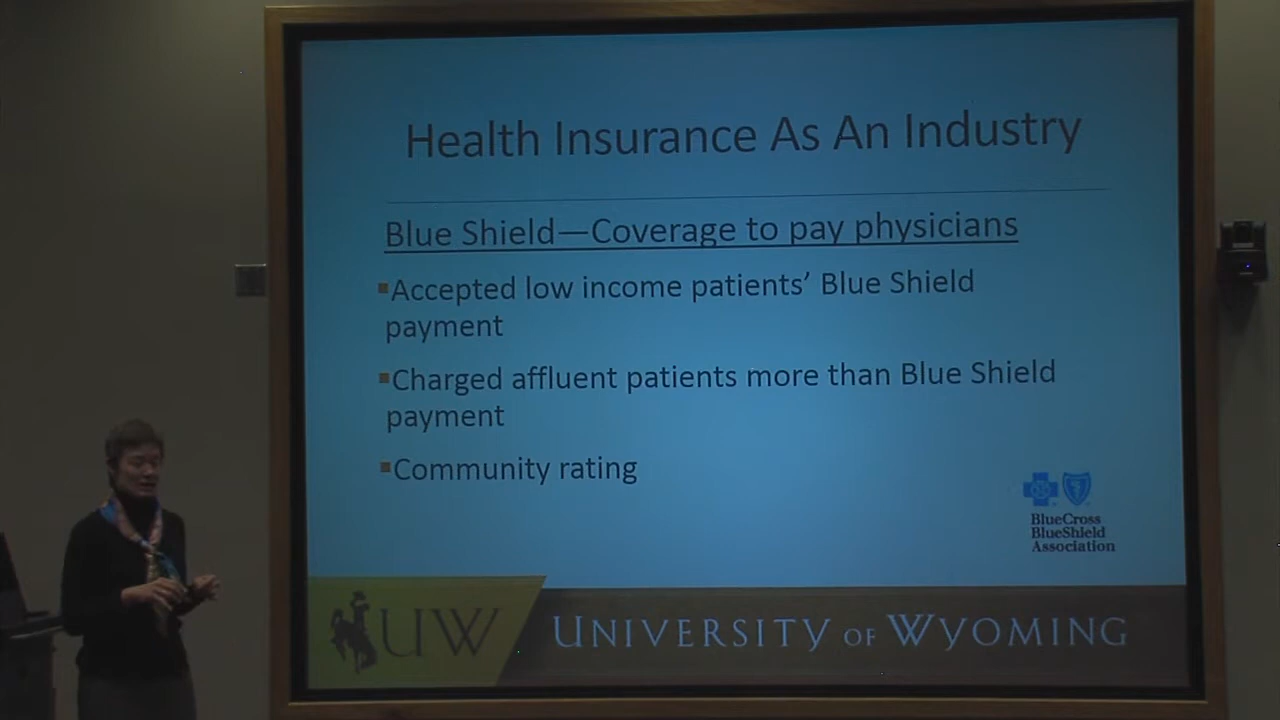 Health Insurance As An Industry
Blue Shield—Coverage to pay physicians
▪Accepted low income patients’ Blue Shield
payment
▪Charged affluent patients more than Blue Shield
payment
▪Community rating
BlueCross
BlueShield
Association
UW UNIVERSITY OF WYOMING